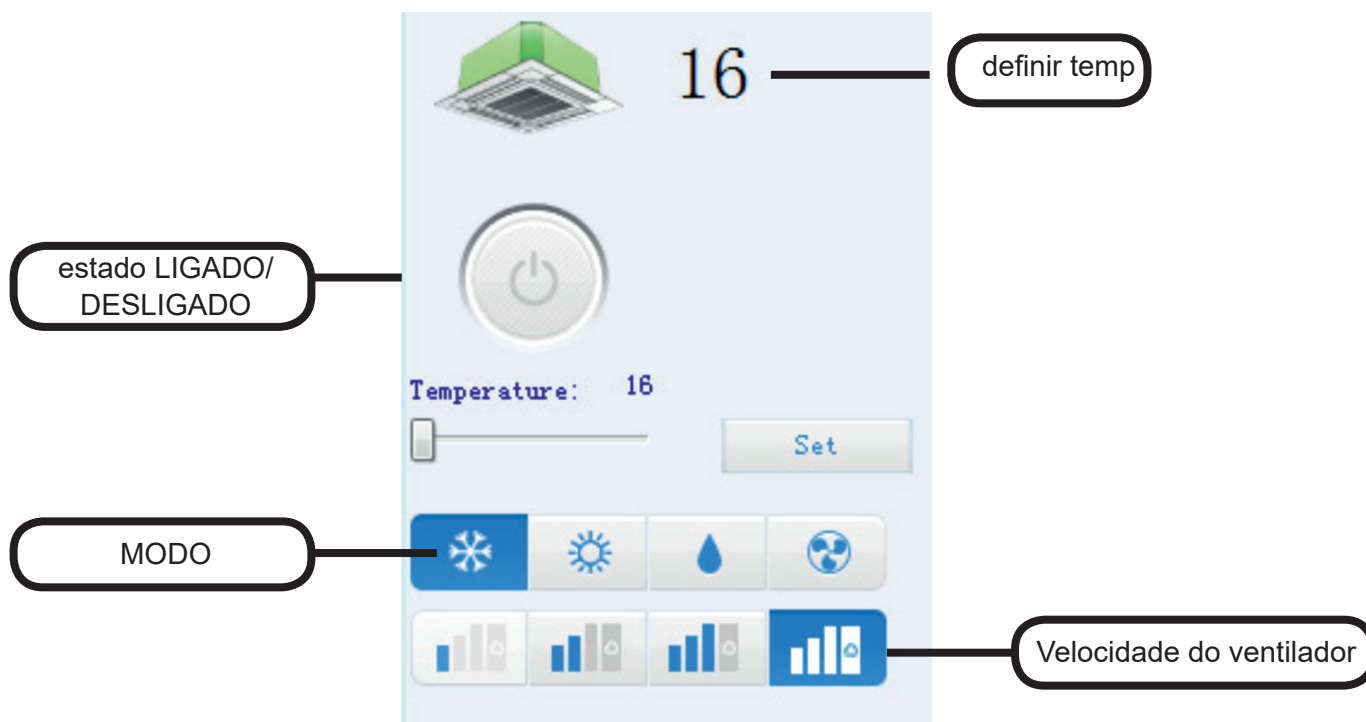 16
definir temp
estado LIGADO/
DESLIGADO
Temperature: 16
Set
MODO
Velocidade do ventilador